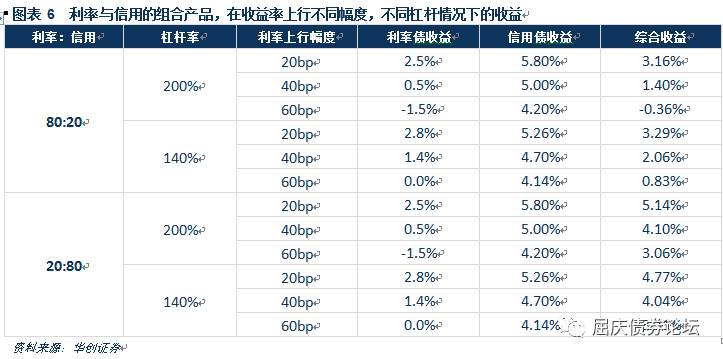 图表 6 利率与信用的组合产品，在收益率上行不同幅度，不同杠杆情况下的收益
利率：信用 杠杆率 利率上行幅度 利率债收益 信用债收益 综合收益
80:20
200%
20bp 2.5% 5.80% 3.16%
40bp 0.5% 5.00% 1.40%
60bp -1.5% 4.20% -0.36%
140%
20bp 2.8% 5.26% 3.29%
40bp 1.4% 4.70% 2.06%
60bp 0.0% 4.14% 0.83%
20:80
200%
20bp 2.5% 5.80% 5.14%
40bp 0.5% 5.00% 4.10%
60bp -1.5% 4.20% 3.06%
140%
20bp 2.8% 5.26% 4.77%
40bp 1.4% 4.70% 4.04%
60bp 0.0% 4.14%
资料来源：华创证券
屈庆债券论坛